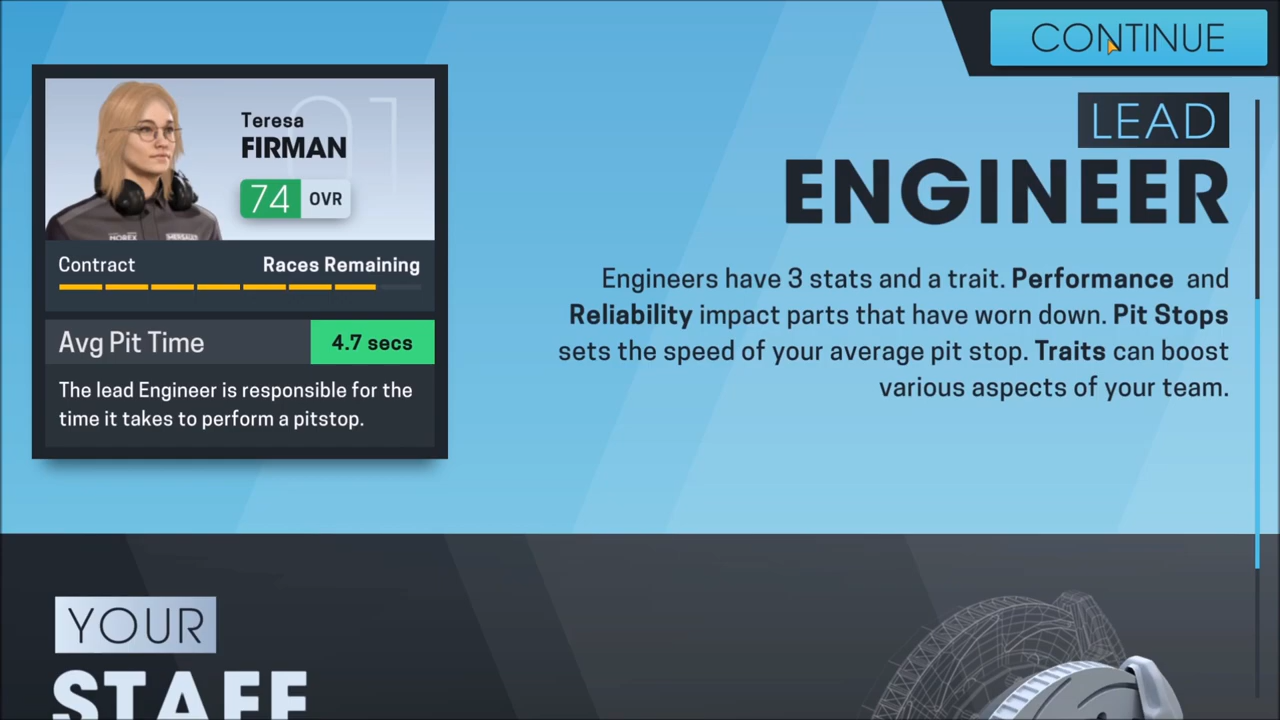 CONTINUE
01
Teresa
FIRMAN
74 OVR
Contract Races Remaining
Avg Pit Time 4.7 secs
The lead Engineer is responsible for the
time it takes to perform a pitstop.
LEAD
ENGINEER
Engineers have 3 stats and a trait. Performance and
Reliability impact parts that have worn down. Pit Stops
sets the speed of your average pit stop. Traits can boost
various aspects of your team.
YOUR
STAFF